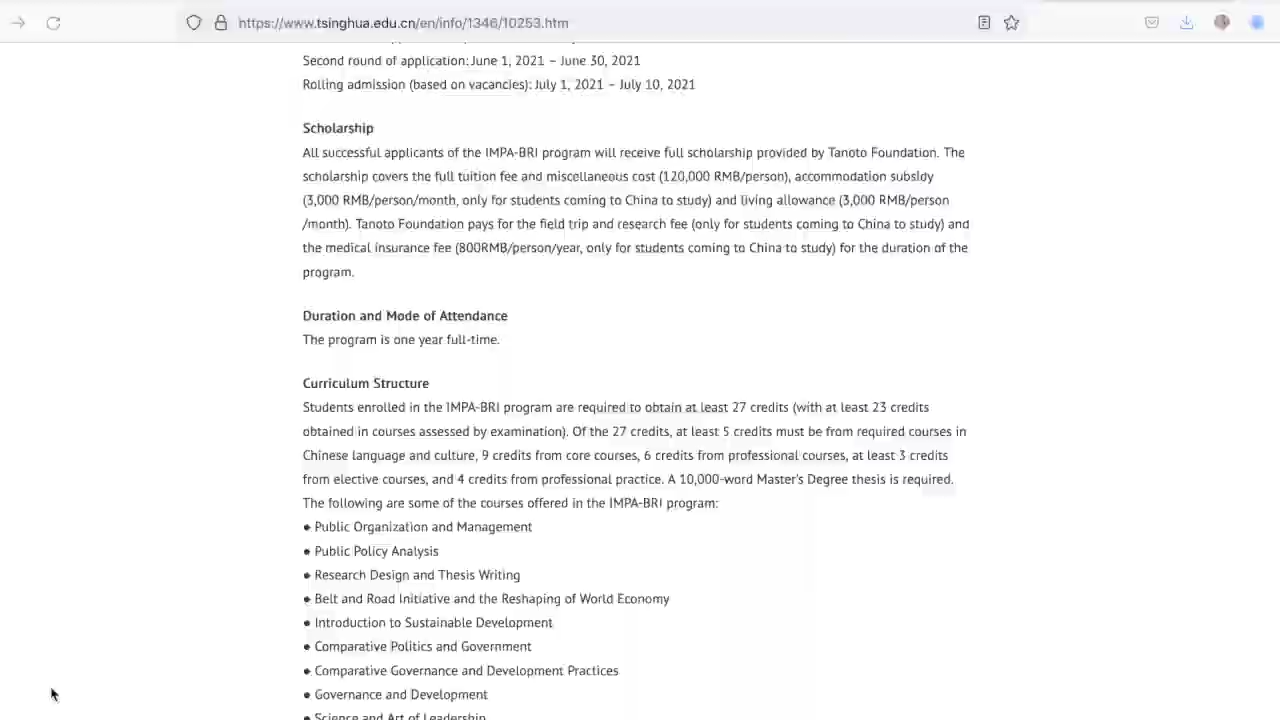 https://www.tsinghua.edu.cn/en/info/1346/10253.htm
Second round of application: June 1, 2021 – June 30, 2021
Rolling admission (based on vacancies): July 1, 2021 – July 10, 2021
Scholarship
All successful applicants of the IMPA-BRI program will receive full scholarship provided by Tanoto Foundation. The
scholarship covers the full tuition fee and miscellaneous cost (120,000 RMB/person), accommodation subsidy
(3,000 RMB/person/month, only for students coming to China to study) and living allowance (3,000 RMB/person
/month). Tanoto Foundation pays for the field trip and research fee (only for students coming to China to study) and
the medical insurance fee (800RMB/person/year, only for students coming to China to study) for the duration of the
program.
Duration and Mode of Attendance
The program is one year full-time.
Curriculum Structure
Students enrolled in the IMPA-BRI program are required to obtain at least 27 credits (with at least 23 credits
obtained in courses assessed by examination). Of the 27 credits, at least 5 credits must be from required courses in
Chinese language and culture, 9 credits from core courses, 6 credits from professional courses, at least 3 credits
from elective courses, and 4 credits from professional practice. A 10,000-word Master's Degree thesis is required.
The following are some of the courses offered in the IMPA-BRI program:
● Public Organization and Management
● Public Policy Analysis
● Research Design and Thesis Writing
● Belt and Road Initiative and the Reshaping of World Economy
● Introduction to Sustainable Development
● Comparative Politics and Government
● Comparative Governance and Development Practices
● Governance and Development
● Science and Art of Leadership